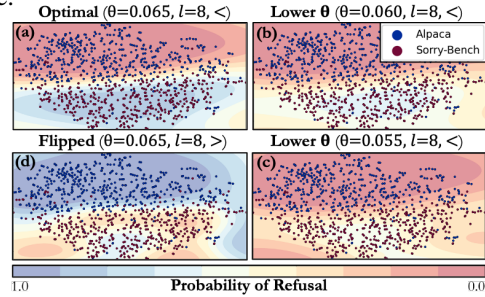 c.
Optimal (θ=0.065, l=8, <)
Lower θ (θ=0.060, l=8, <)
(a)
(b)
Alpaca
Sorry-Bench
Flipped (θ=0.065, l=8, >)
Lower θ (θ=0.055, l=8, <)
(d)
(c)
1.0
Probability of Refusal
0.0